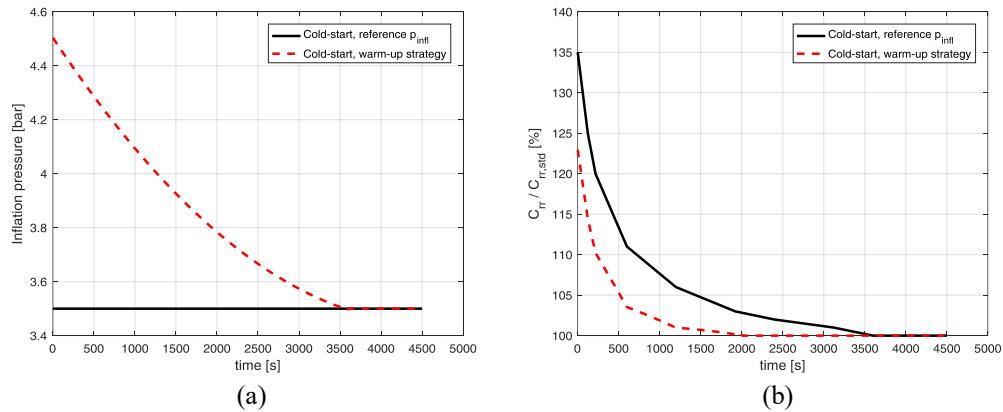 4.6
4.4
4.2
4
3.8
3.6
3.4
Inflation pressure [bar]
Cold-start, reference p_infl
Cold-start, warm-up strategy
0 500 1000 1500 2000 2500 3000 3500 4000 4500 5000
time [s]
(a)
140
135
130
125
120
115
110
105
100
C_rr / C_rr,std [%]
Cold-start, reference p_infl
Cold-start, warm-up strategy
0 500 1000 1500 2000 2500 3000 3500 4000 4500 5000
time [s]
(b)